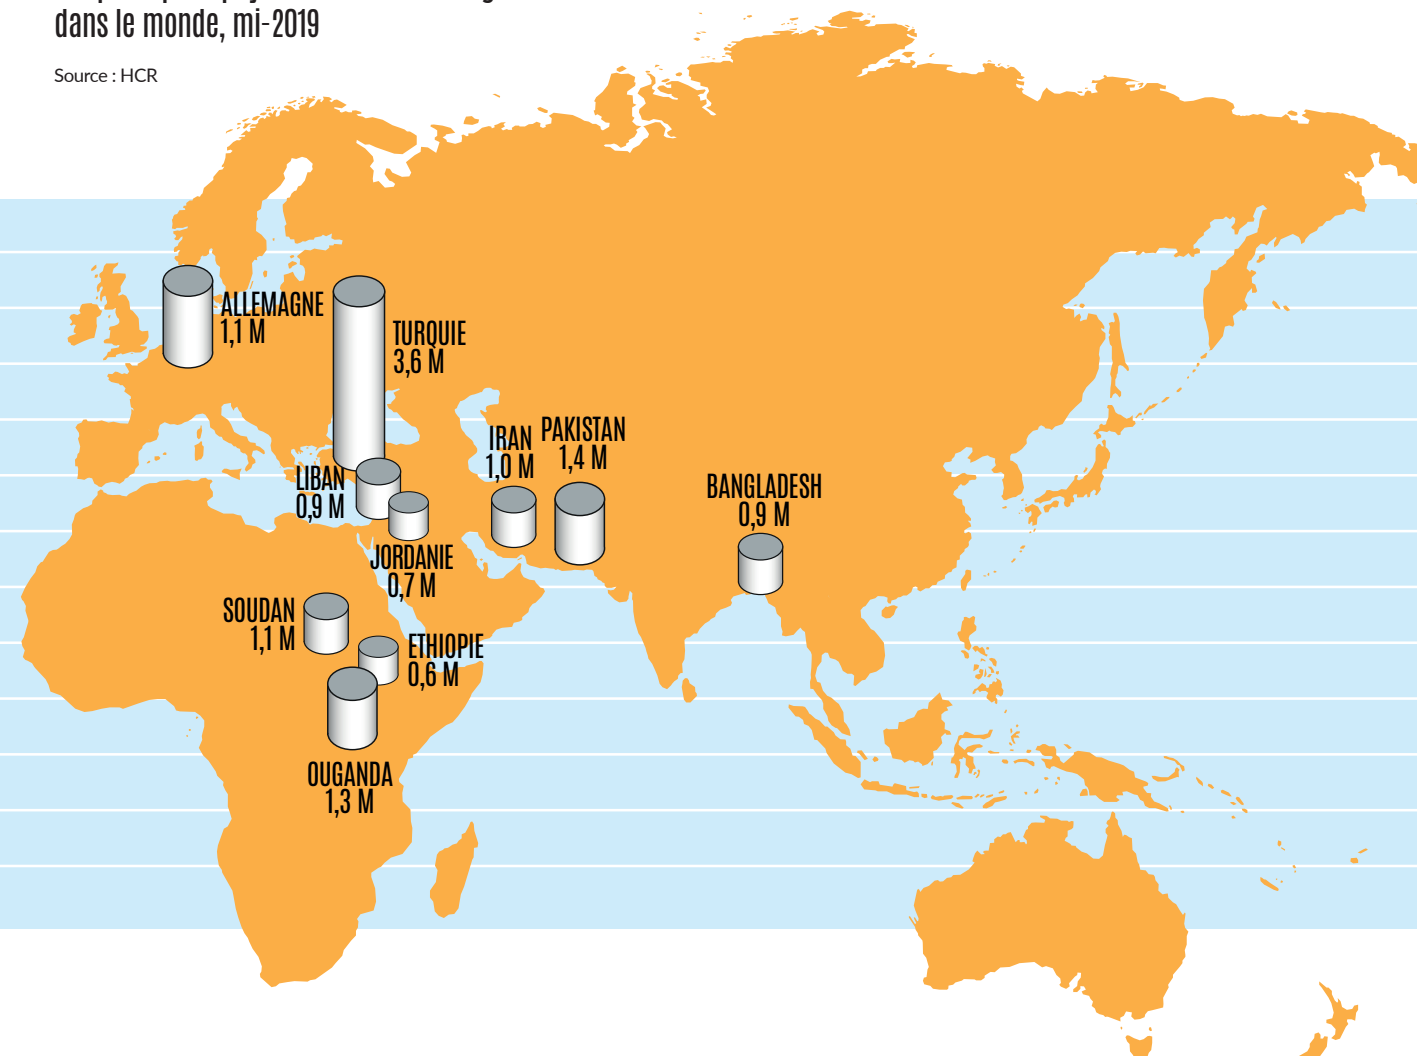 dans le monde, mi-2019
Source : HCR
ALLEMAGNE
1,1 M
TURQUIE
3,6 M
IRAN
1,0 M
PAKISTAN
1,4 M
LIBAN
0,9 M
BANGLADESH
0,9 M
JORDANIE
0,7 M
SOUDAN
1,1 M
ETHIOPIE
0,6 M
OUGANDA
1,3 M